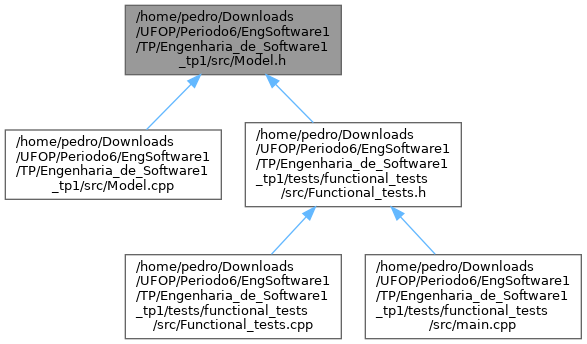 /home/pedro/Downloads
/UFOP/Periodo6/EngSoftware1
/TP/Engenharia_de_Software1
_tp1/src/Model.h
/home/pedro/Downloads
/UFOP/Periodo6/EngSoftware1
/TP/Engenharia_de_Software1
_tp1/src/Model.cpp
/home/pedro/Downloads
/UFOP/Periodo6/EngSoftware1
/TP/Engenharia_de_Software1
_tp1/tests/functional_tests
/src/Functional_tests.h
/home/pedro/Downloads
/UFOP/Periodo6/EngSoftware1
/TP/Engenharia_de_Software1
_tp1/tests/functional_tests
/src/Functional_tests.cpp
/home/pedro/Downloads
/UFOP/Periodo6/EngSoftware1
/TP/Engenharia_de_Software1
_tp1/tests/functional_tests
/src/main.cpp